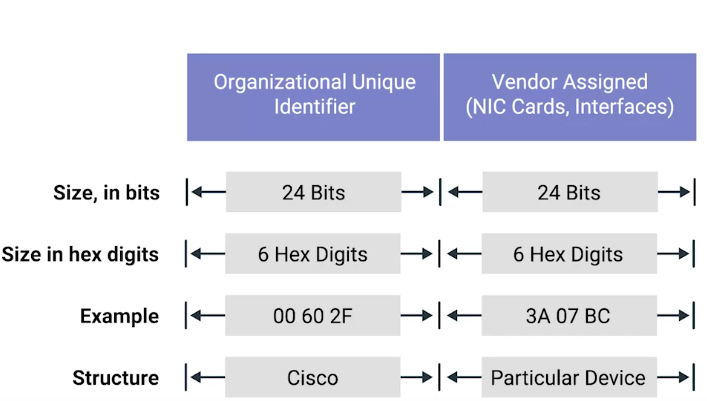 Organizational Unique
Identifier
Vendor Assigned
(NIC Cards, Interfaces)
Size, in bits
24 Bits
24 Bits
Size in hex digits
6 Hex Digits
6 Hex Digits
Example
00 60 2F
3A 07 BC
Structure
Cisco
Particular Device